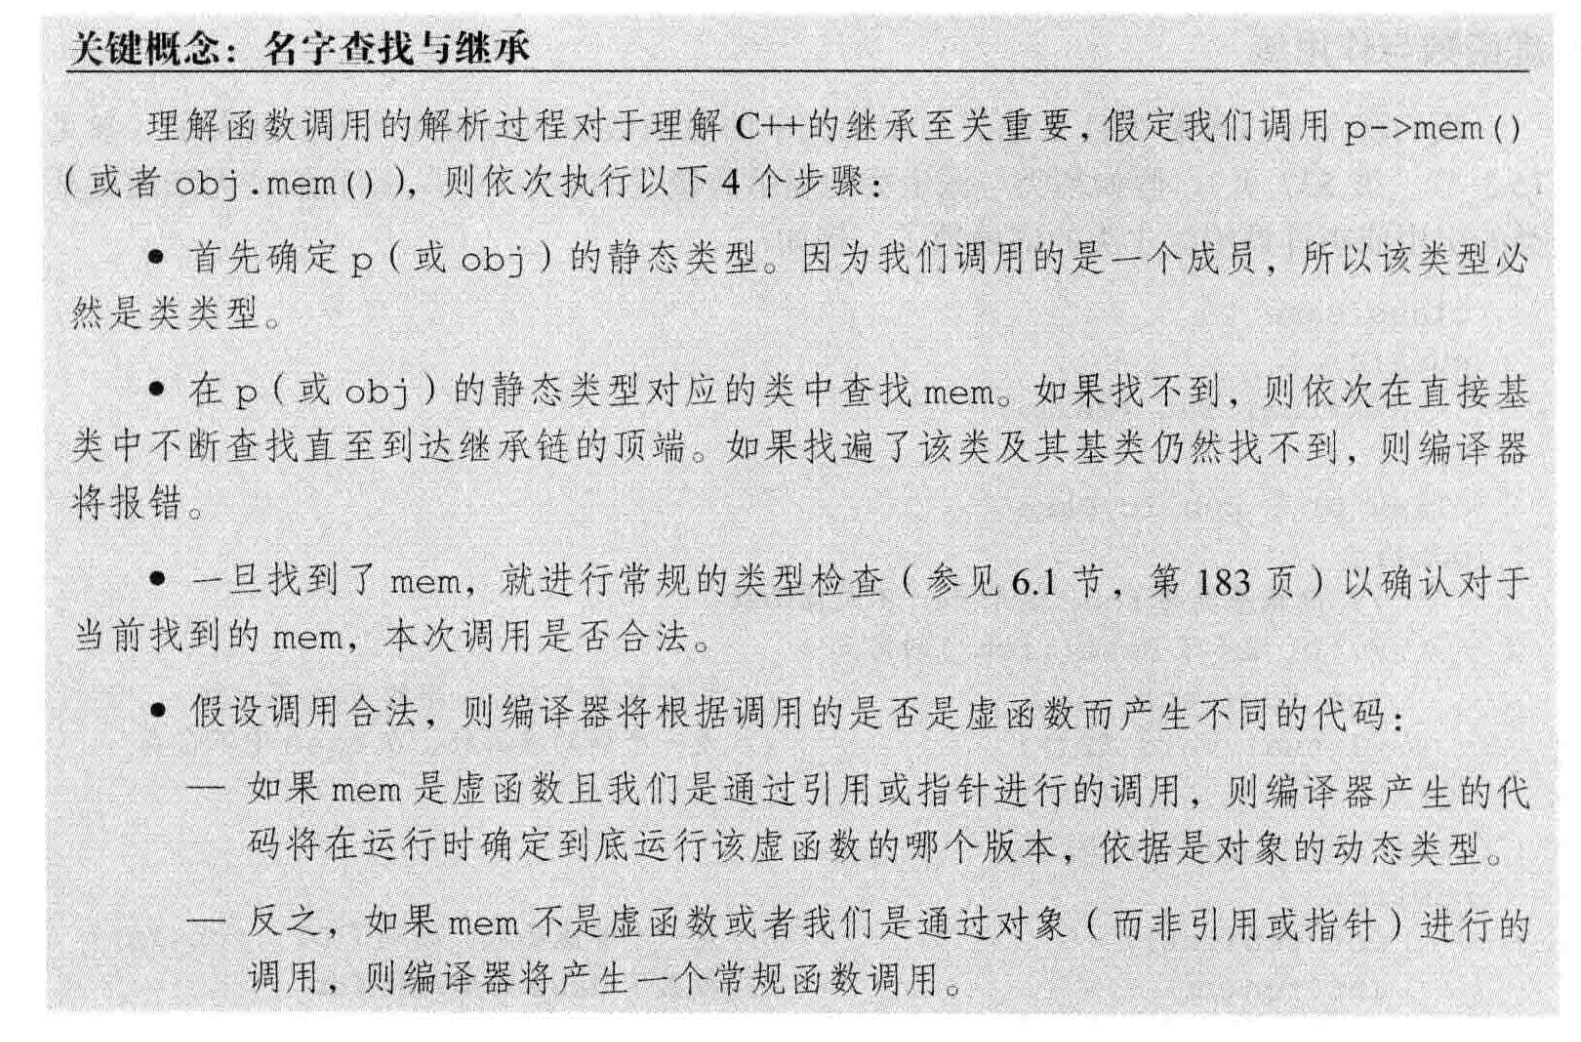 关键概念：名字查找与继承
理解函数调用的解析过程对于理解 C++的继承至关重要，假定我们调用 p->mem()
（或者 obj.mem()），则依次执行以下 4 个步骤：
● 首先确定 p（或 obj）的静态类型。因为我们调用的是一个成员，所以该类型必
然是类类型。
● 在 p（或 obj）的静态类型对应的类中查找 mem。如果找不到，则依次在直接基
类中不断查找直至到达继承链的顶端。如果找遍了该类及其基类仍然找不到，则编译器
将报错。
● 一旦找到了 mem，就进行常规的类型检查（参见 6.1 节，第 183 页）以确认对于
当前找到的 mem，本次调用是否合法。
● 假设调用合法，则编译器将根据调用的是否是虚函数而产生不同的代码：
— 如果 mem 是虚函数且我们是通过引用或指针进行的调用，则编译器产生的代
码将在运行时确定到底运行该虚函数的哪个版本，依据是对象的动态类型。
— 反之，如果 mem 不是虚函数或者我们是通过对象（而非引用或指针）进行的
调用，则编译器将产生一个常规函数调用。